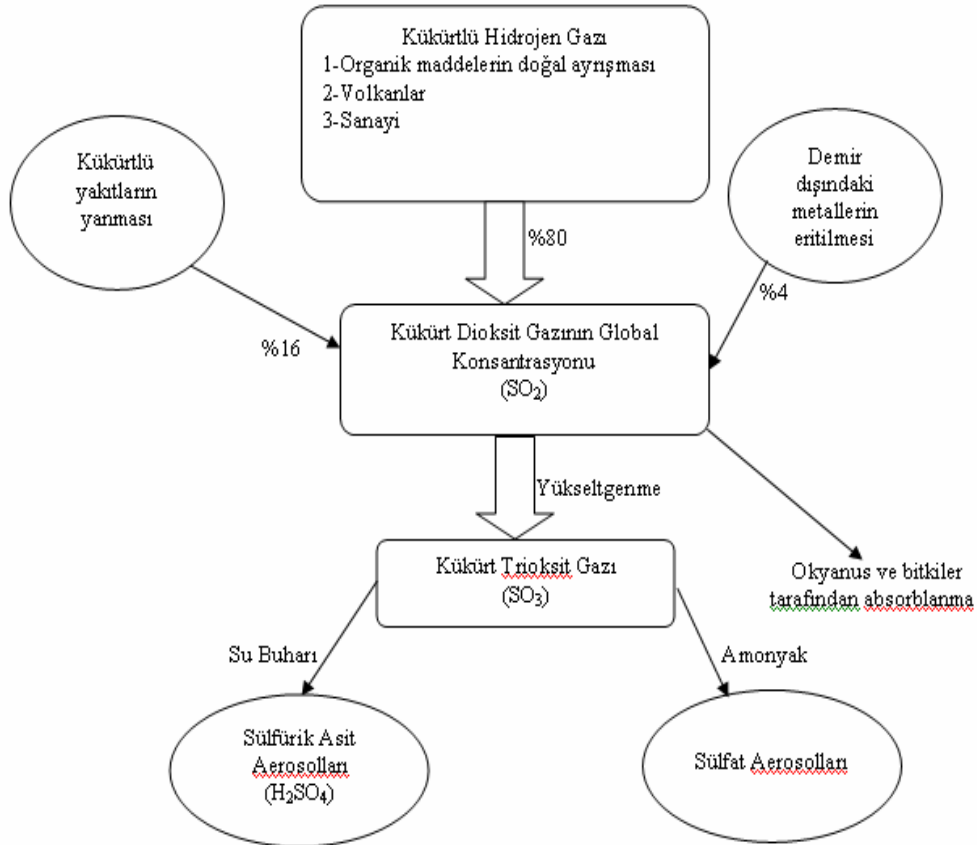 Kükürtlü Hidrojen Gazı
1-Organik maddelerin doğal ayrışması
2-Volkanlar
3-Sanayi
Kükürtlü
yakıtların
yanması
Demir
dışındaki
metallerin
eritilmesi
%80
%4
%16
Kükürt Dioksit Gazının Global
Konsantrasyonu
(SO₂)
Yükseltgenme
Kükürt Trioksit Gazı
(SO₃)
Okyanus ve bitkiler
tarafından absorblanma
Su Buharı
Amonyak
Sülfürik Asit
Aerosolları
(H₂SO₄)
Sülfat Aerosolları